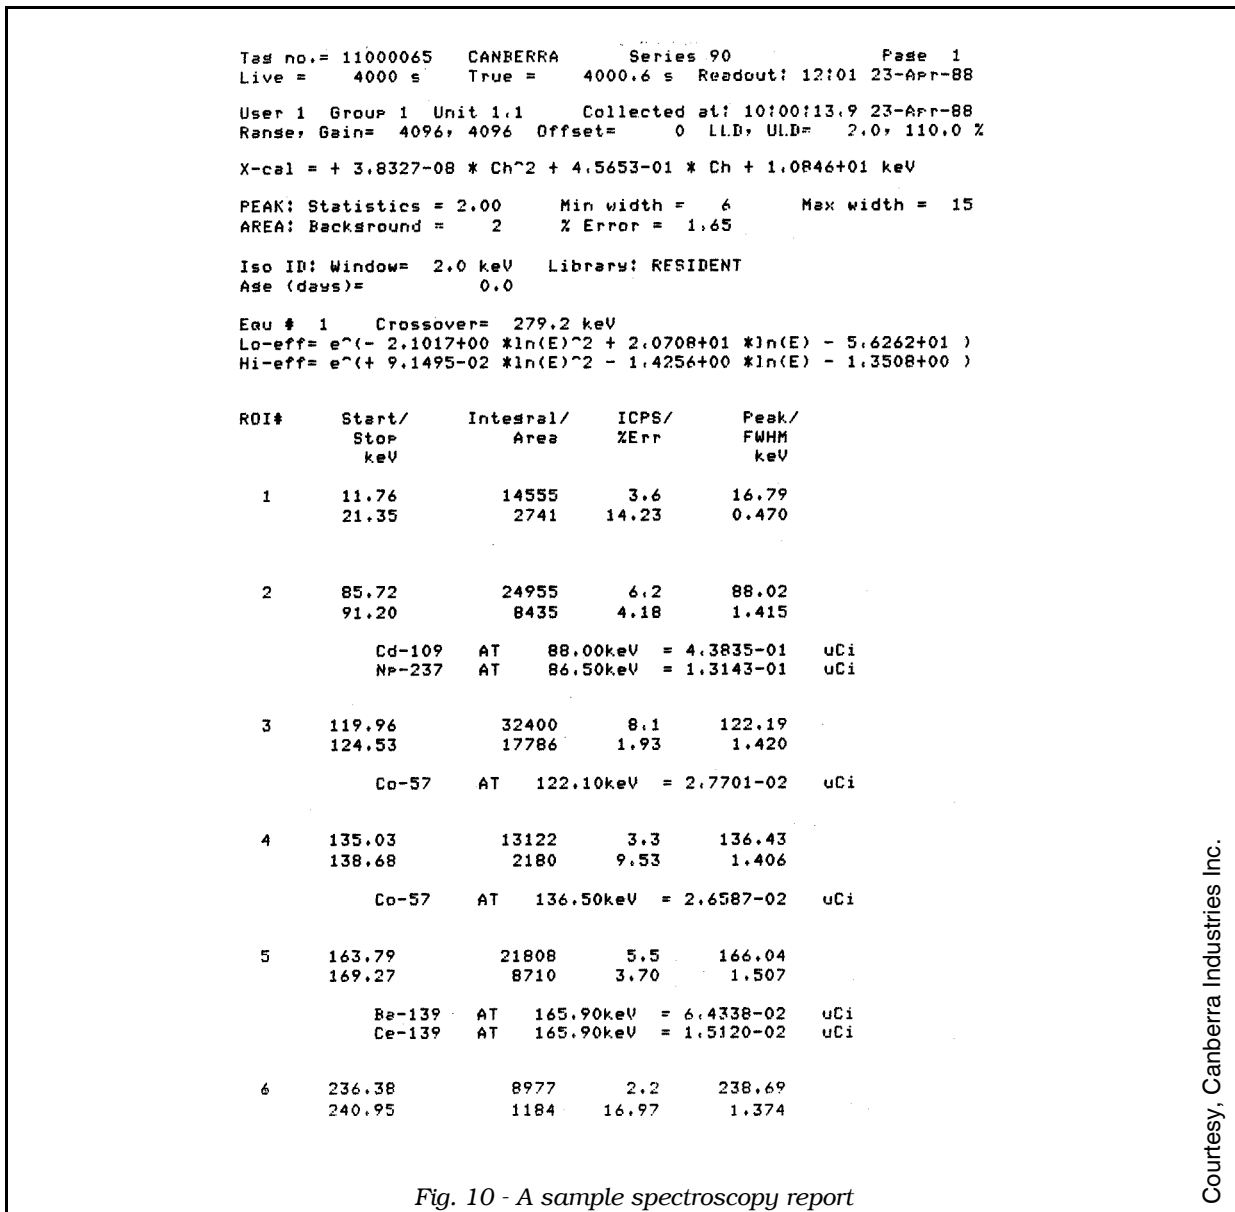 Tag no.= 11000065 CANBERRA Series 90 Page 1
Live = 4000 s True = 4000.6 s Readout: 12:01 23-Apr-88
User 1 Group 1 Unit 1.1 Collected at: 10:00:13.9 23-Apr-88
Range, Gain= 4096, 4096 Offset= 0 LLD, ULD= 2.0, 110.0 %
X-cal = + 3.8327-08 * Ch^2 + 4.5653-01 * Ch + 1.0846+01 keV
PEAK: Statistics = 2.00 Min width = 6 Max width = 15
AREA: Background = 2 % Error = 1.65
Iso ID: Window= 2.0 keV Library: RESIDENT
Age (days)= 0.0
Equ # 1 Crossover= 279.2 keV
Lo-eff= e^(- 2.1017+00 *ln(E)^2 + 2.0708+01 *ln(E) - 5.6262+01 )
Hi-eff= e^(+ 9.1495-02 *ln(E)^2 - 1.4256+00 *ln(E) - 1.3508+00 )
ROI# Start/ Integral/ ICPS/ Peak/
Stop Area %Err FWHM
keV keV
1 11.76 14555 3.6 16.79
21.35 2741 14.23 0.470
2 85.72 24955 6.2 88.02
91.20 8435 4.18 1.415
Cd-109 AT 88.00keV = 4.3835-01 uCi
Np-237 AT 86.50keV = 1.3143-01 uCi
3 119.96 32400 8.1 122.19
124.53 17786 1.93 1.420
Co-57 AT 122.10keV = 2.7701-02 uCi
4 135.03 13122 3.3 136.43
138.68 2180 9.53 1.406
Co-57 AT 136.50keV = 2.6587-02 uCi
5 163.79 21808 5.5 166.04
169.27 8710 3.70 1.507
Ba-139 AT 165.90keV = 6.4338-02 uCi
Ce-139 AT 165.90keV = 1.5120-02 uCi
6 236.38 8977 2.2 238.69
240.95 1184 16.97 1.374
Fig. 10 - A sample spectroscopy report
Courtesy, Canberra Industries Inc.